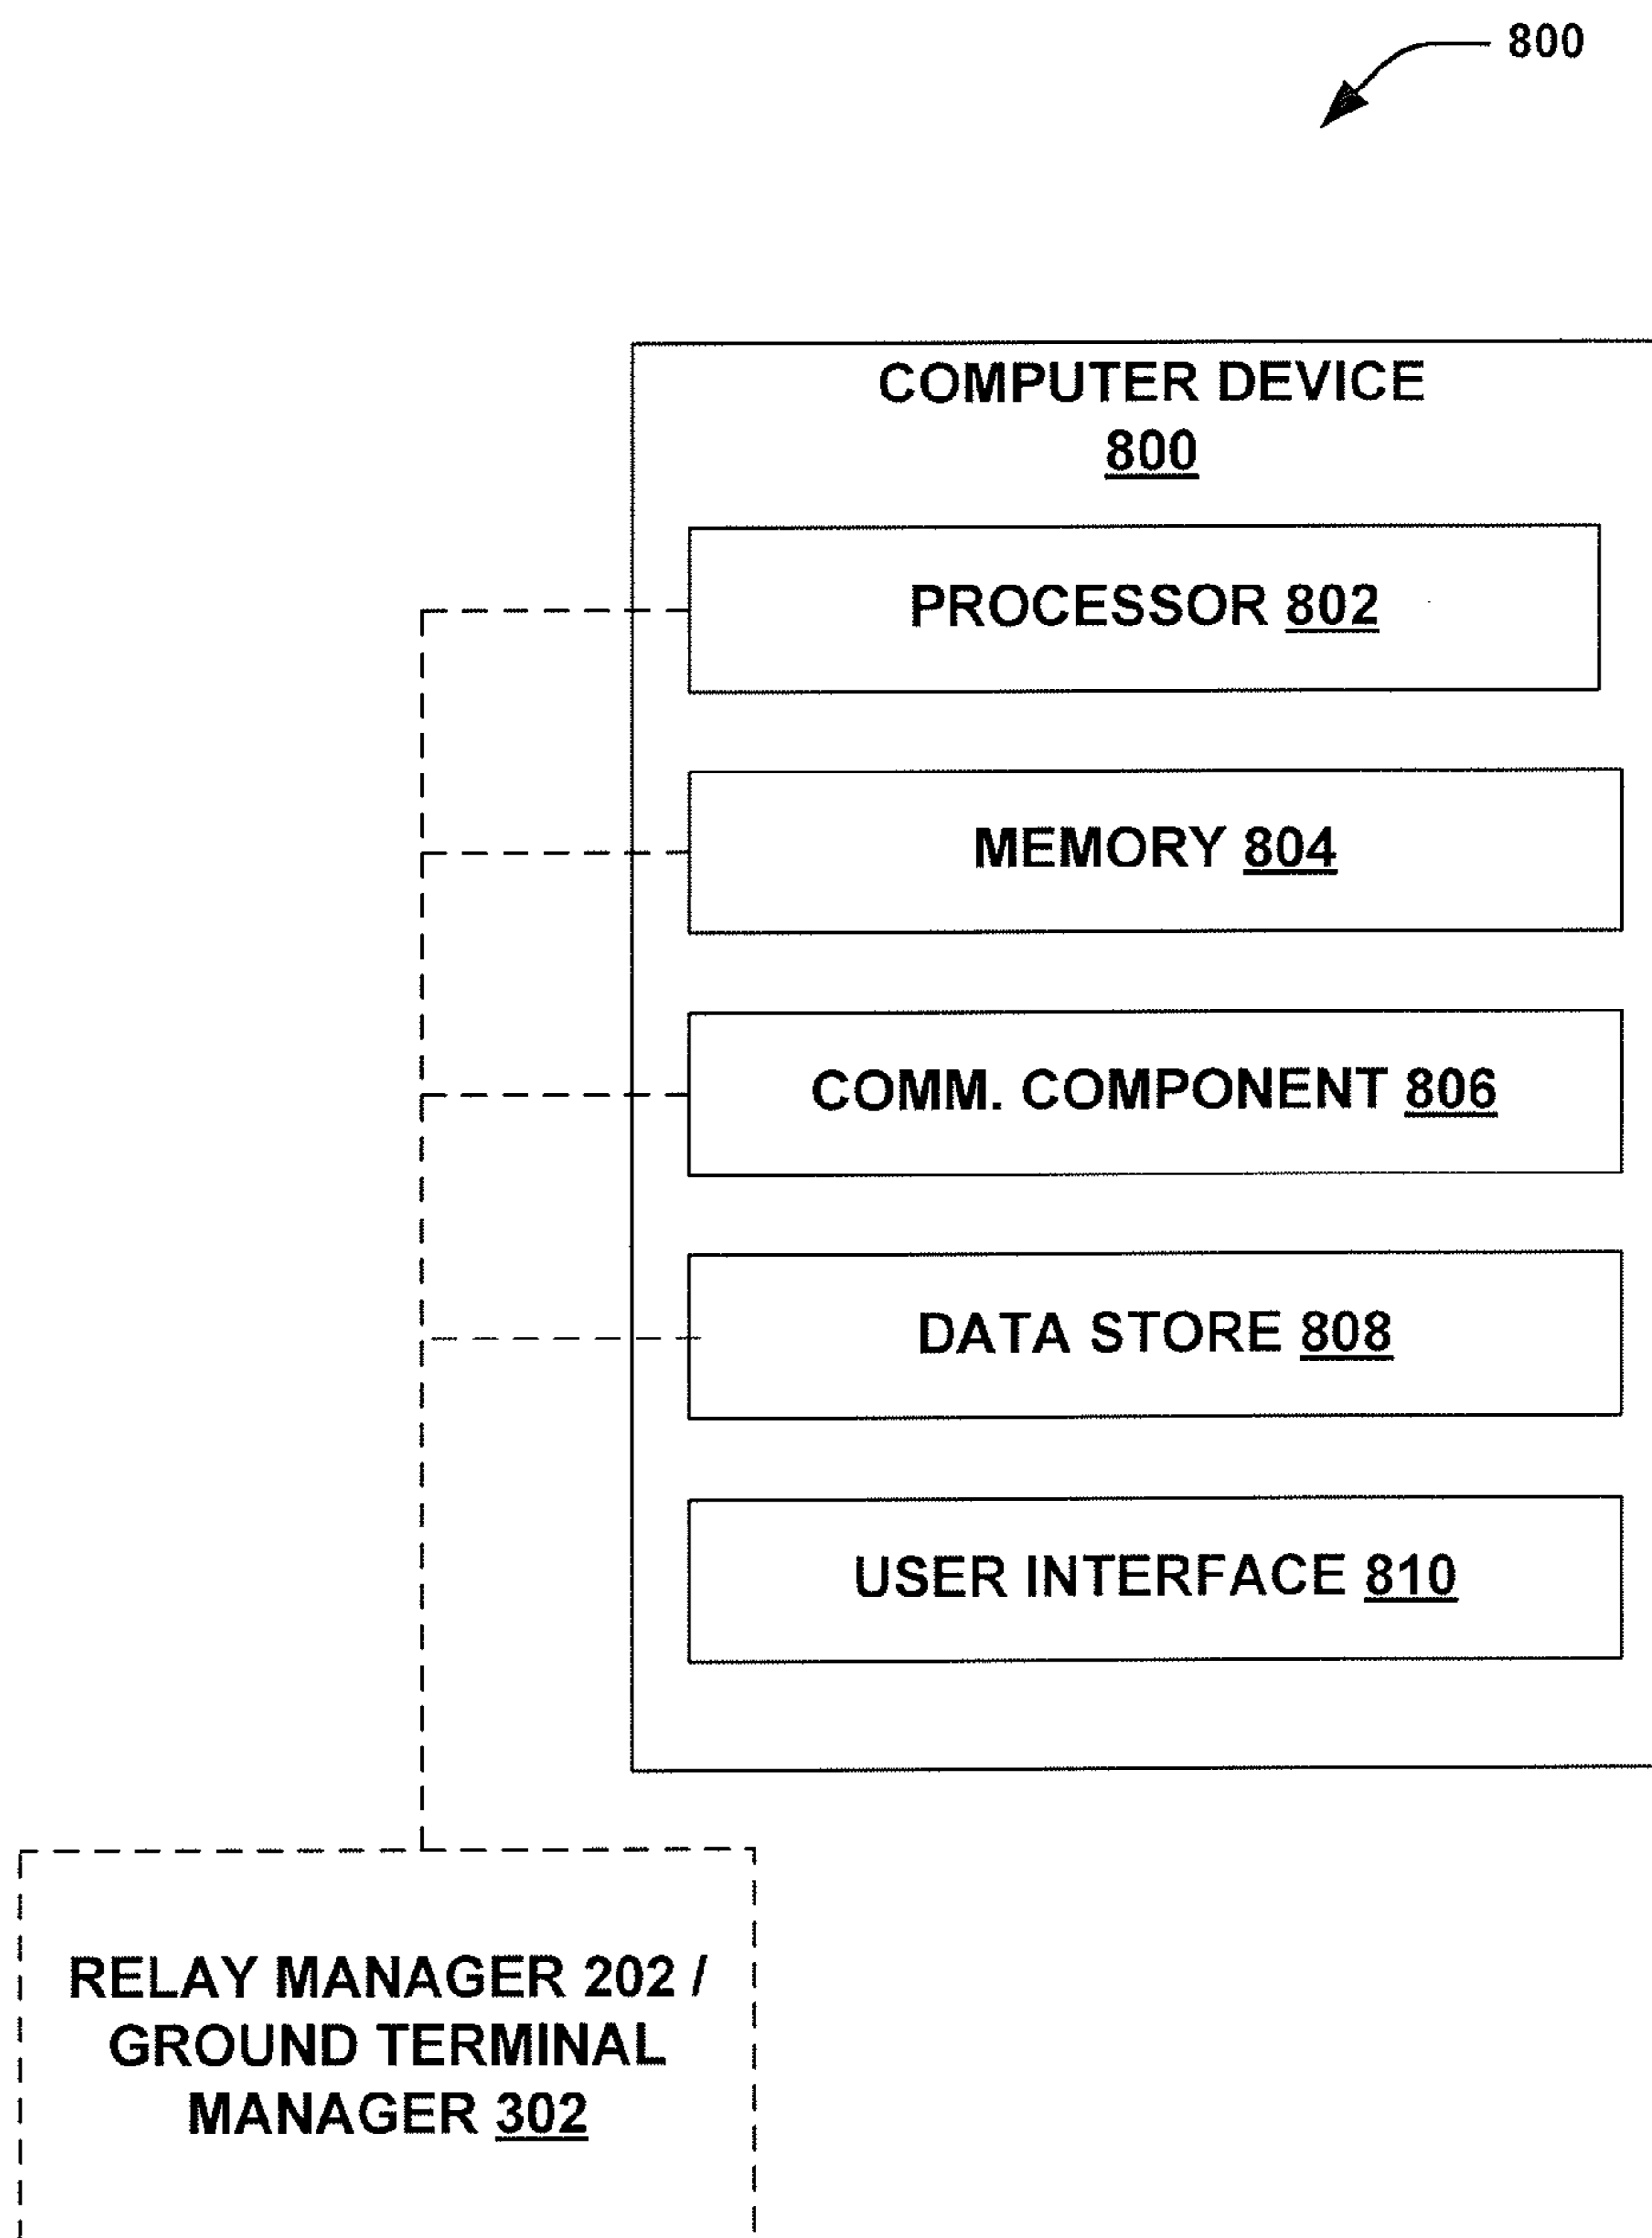 800
COMPUTER DEVICE
800
PROCESSOR 802
MEMORY 804
COMM. COMPONENT 806
DATA STORE 808
USER INTERFACE 810
RELAY MANAGER 202 /
GROUND TERMINAL
MANAGER 302